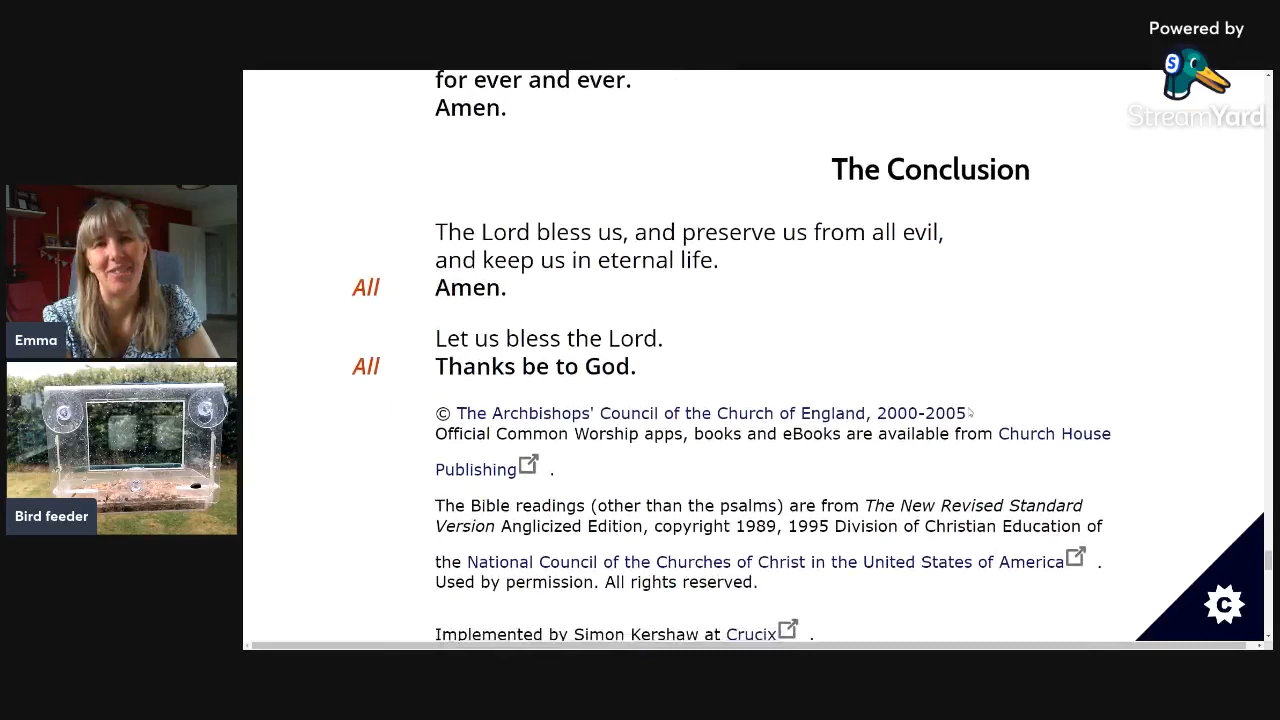 Powered by
StreamYard
for ever and ever.
Amen.
The Conclusion
The Lord bless us, and preserve us from all evil,
and keep us in eternal life.
All Amen.
Let us bless the Lord.
All Thanks be to God.
© The Archbishops' Council of the Church of England, 2000-2005
Official Common Worship apps, books and eBooks are available from Church House
Publishing .
The Bible readings (other than the psalms) are from The New Revised Standard
Version Anglicized Edition, copyright 1989, 1995 Division of Christian Education of
the National Council of the Churches of Christ in the United States of America .
Used by permission. All rights reserved.
Implemented by Simon Kershaw at Crucix .
Emma
Bird feeder
S
C